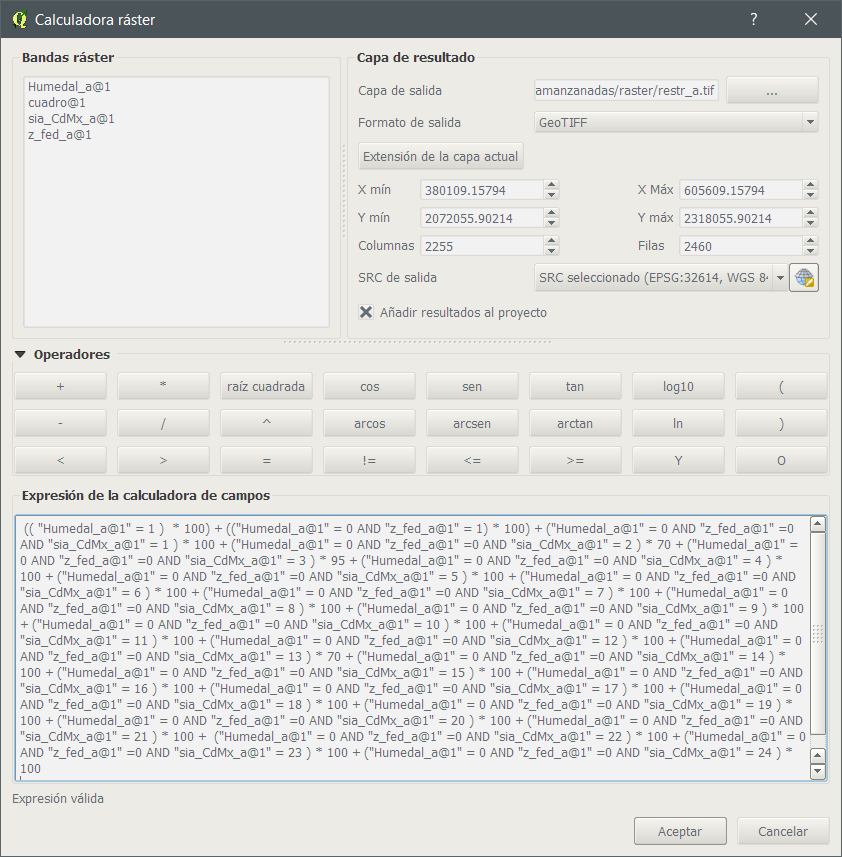 Calculadora ráster
?
Bandas ráster
Humedal_a@1
cuadro@1
sia_CdMx_a@1
z_fed_a@1
Capa de resultado
Capa de salida
amanzanadas/raster/restr_a.tif
...
Formato de salida
GeoTIFF
Extensión de la capa actual
X mín
380109.15794
X Máx
605609.15794
Y mín
2072055.90214
Y máx
2318055.90214
Columnas
2255
Filas
2460
SRC de salida
SRC seleccionado (EPSG:32614, WGS 84
Añadir resultados al proyecto
Operadores
+ * raíz cuadrada cos sen tan log10 (
- / ^ arcos arcsen arctan ln )
< > = != <= >= Y O
Expresión de la calculadora de campos
(( "Humedal_a@1" = 1 )  * 100) + (("Humedal_a@1" = 0 AND "z_fed_a@1" = 1) * 100) + ("Humedal_a@1" = 0 AND "z_fed_a@1" =0
AND "sia_CdMx_a@1" = 1 ) * 100 + ("Humedal_a@1" = 0 AND "z_fed_a@1" =0 AND "sia_CdMx_a@1" = 2 ) * 70 + ("Humedal_a@1" =
0 AND "z_fed_a@1" =0 AND "sia_CdMx_a@1" = 3 ) * 95 + ("Humedal_a@1" = 0 AND "z_fed_a@1" =0 AND "sia_CdMx_a@1" = 4 ) *
100 + ("Humedal_a@1" = 0 AND "z_fed_a@1" =0 AND "sia_CdMx_a@1" = 5 ) * 100 + ("Humedal_a@1" = 0 AND "z_fed_a@1" =0 AND
"sia_CdMx_a@1" = 6 ) * 100 + ("Humedal_a@1" = 0 AND "z_fed_a@1" =0 AND "sia_CdMx_a@1" = 7 ) * 100 + ("Humedal_a@1" = 0
AND "z_fed_a@1" =0 AND "sia_CdMx_a@1" = 8 ) * 100 + ("Humedal_a@1" = 0 AND "z_fed_a@1" =0 AND "sia_CdMx_a@1" = 9 ) * 100
+ ("Humedal_a@1" = 0 AND "z_fed_a@1" =0 AND "sia_CdMx_a@1" = 10 ) * 100 + ("Humedal_a@1" = 0 AND "z_fed_a@1" =0 AND
"sia_CdMx_a@1" = 11 ) * 100 + ("Humedal_a@1" = 0 AND "z_fed_a@1" =0 AND "sia_CdMx_a@1" = 12 ) * 100 + ("Humedal_a@1" = 0
AND "z_fed_a@1" =0 AND "sia_CdMx_a@1" = 13 ) * 70 + ("Humedal_a@1" = 0 AND "z_fed_a@1" =0 AND "sia_CdMx_a@1" = 14 ) *
100 + ("Humedal_a@1" = 0 AND "z_fed_a@1" =0 AND "sia_CdMx_a@1" = 15 ) * 100 + ("Humedal_a@1" = 0 AND "z_fed_a@1" =0 AND
"sia_CdMx_a@1" = 16 ) * 100 + ("Humedal_a@1" = 0 AND "z_fed_a@1" =0 AND "sia_CdMx_a@1" = 17 ) * 100 + ("Humedal_a@1" = 0
AND "z_fed_a@1" =0 AND "sia_CdMx_a@1" = 18 ) * 100 + ("Humedal_a@1" = 0 AND "z_fed_a@1" =0 AND "sia_CdMx_a@1" = 19 ) *
100 + ("Humedal_a@1" = 0 AND "z_fed_a@1" =0 AND "sia_CdMx_a@1" = 20 ) * 100 + ("Humedal_a@1" = 0 AND "z_fed_a@1" =0 AND
"sia_CdMx_a@1" = 21 ) * 100 +  ("Humedal_a@1" = 0 AND "z_fed_a@1" =0 AND "sia_CdMx_a@1" = 22 ) * 100 + ("Humedal_a@1" = 0
AND "z_fed_a@1" =0 AND "sia_CdMx_a@1" = 23 ) * 100 + ("Humedal_a@1" = 0 AND "z_fed_a@1" =0 AND "sia_CdMx_a@1" = 24 ) *
100
Expresión válida
Aceptar
Cancelar